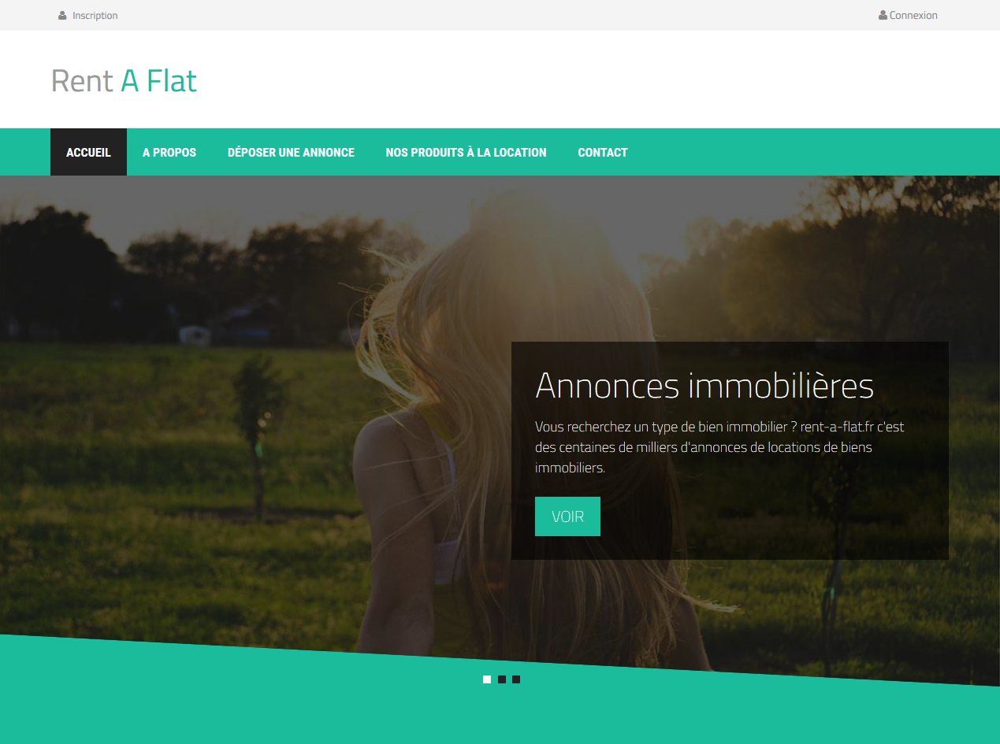 Inscription
Connexion
Rent A Flat
ACCUEIL
A PROPOS
DÉPOSER UNE ANNONCE
NOS PRODUITS À LA LOCATION
CONTACT
Annonces immobilières
Vous recherchez un type de bien immobilier ? rent-a-flat.fr c'est
des centaines de milliers d'annonces de locations de biens
immobiliers.
VOIR